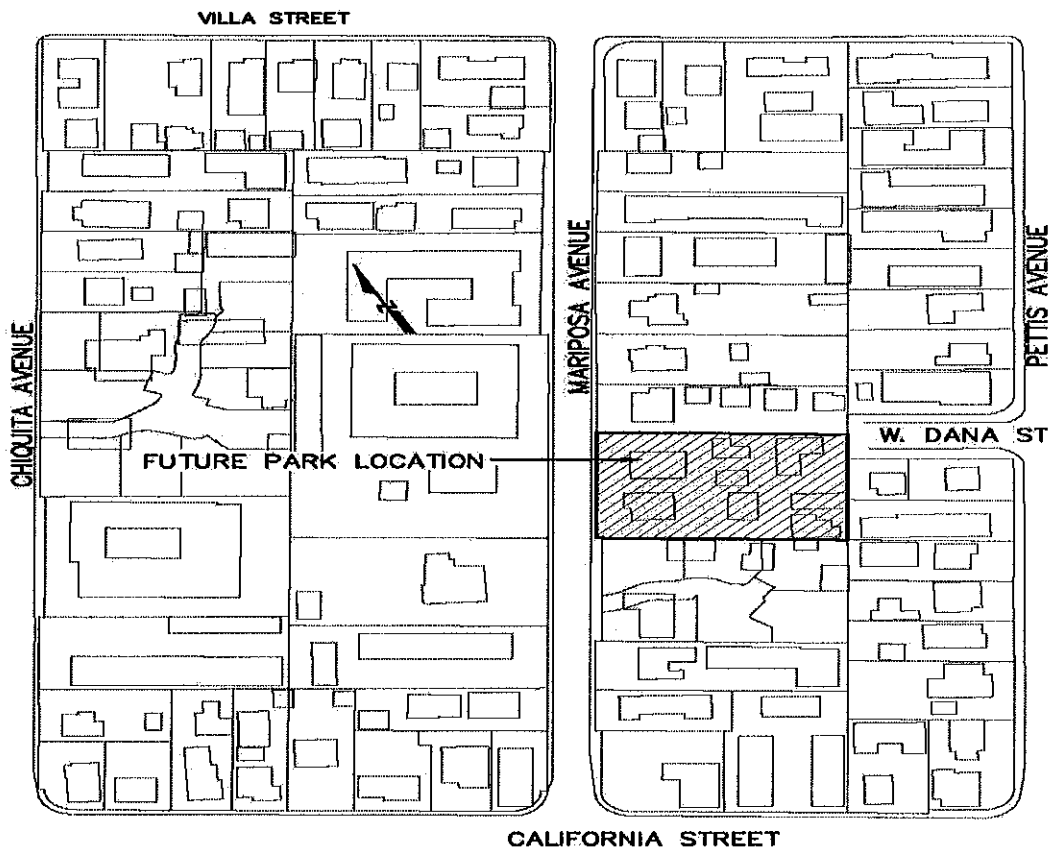 VILLA STREET
CHIQUITA AVENUE
MARIPOSA AVENUE
PETTIS AVENUE
N
W. DANA ST
FUTURE PARK LOCATION
CALIFORNIA STREET